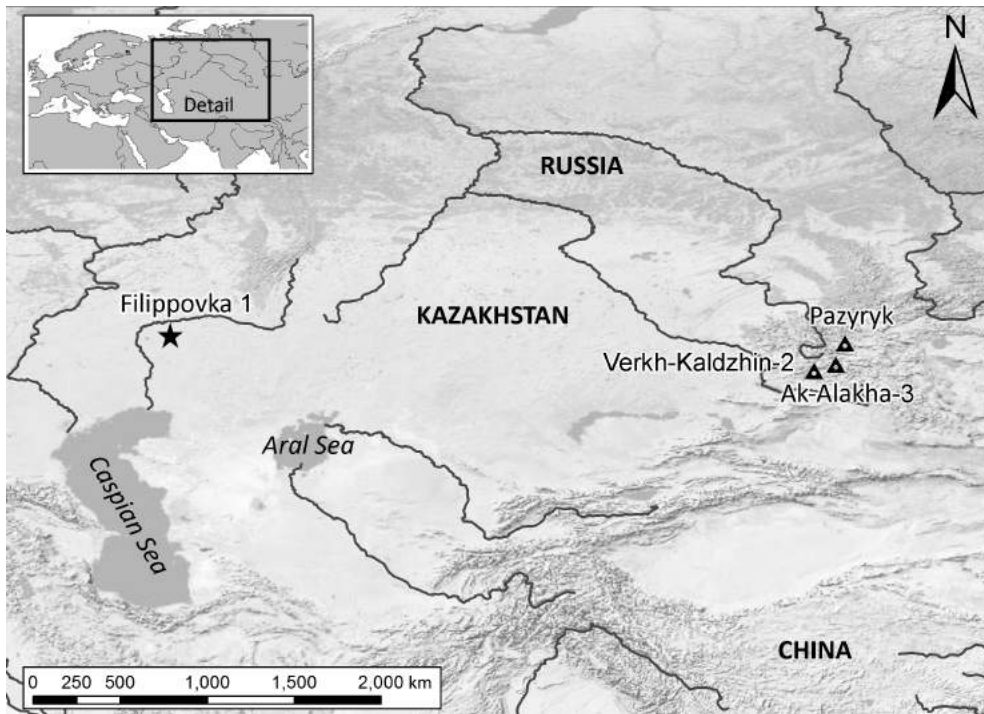 Detail
N
RUSSIA
Filippovka 1
KAZAKHSTAN
Pazyryk
Verkh-Kaldzhin-2
Ak-Alakha-3
Aral Sea
Caspian Sea
CHINA
0 250 500 1,000 1,500 2,000 km